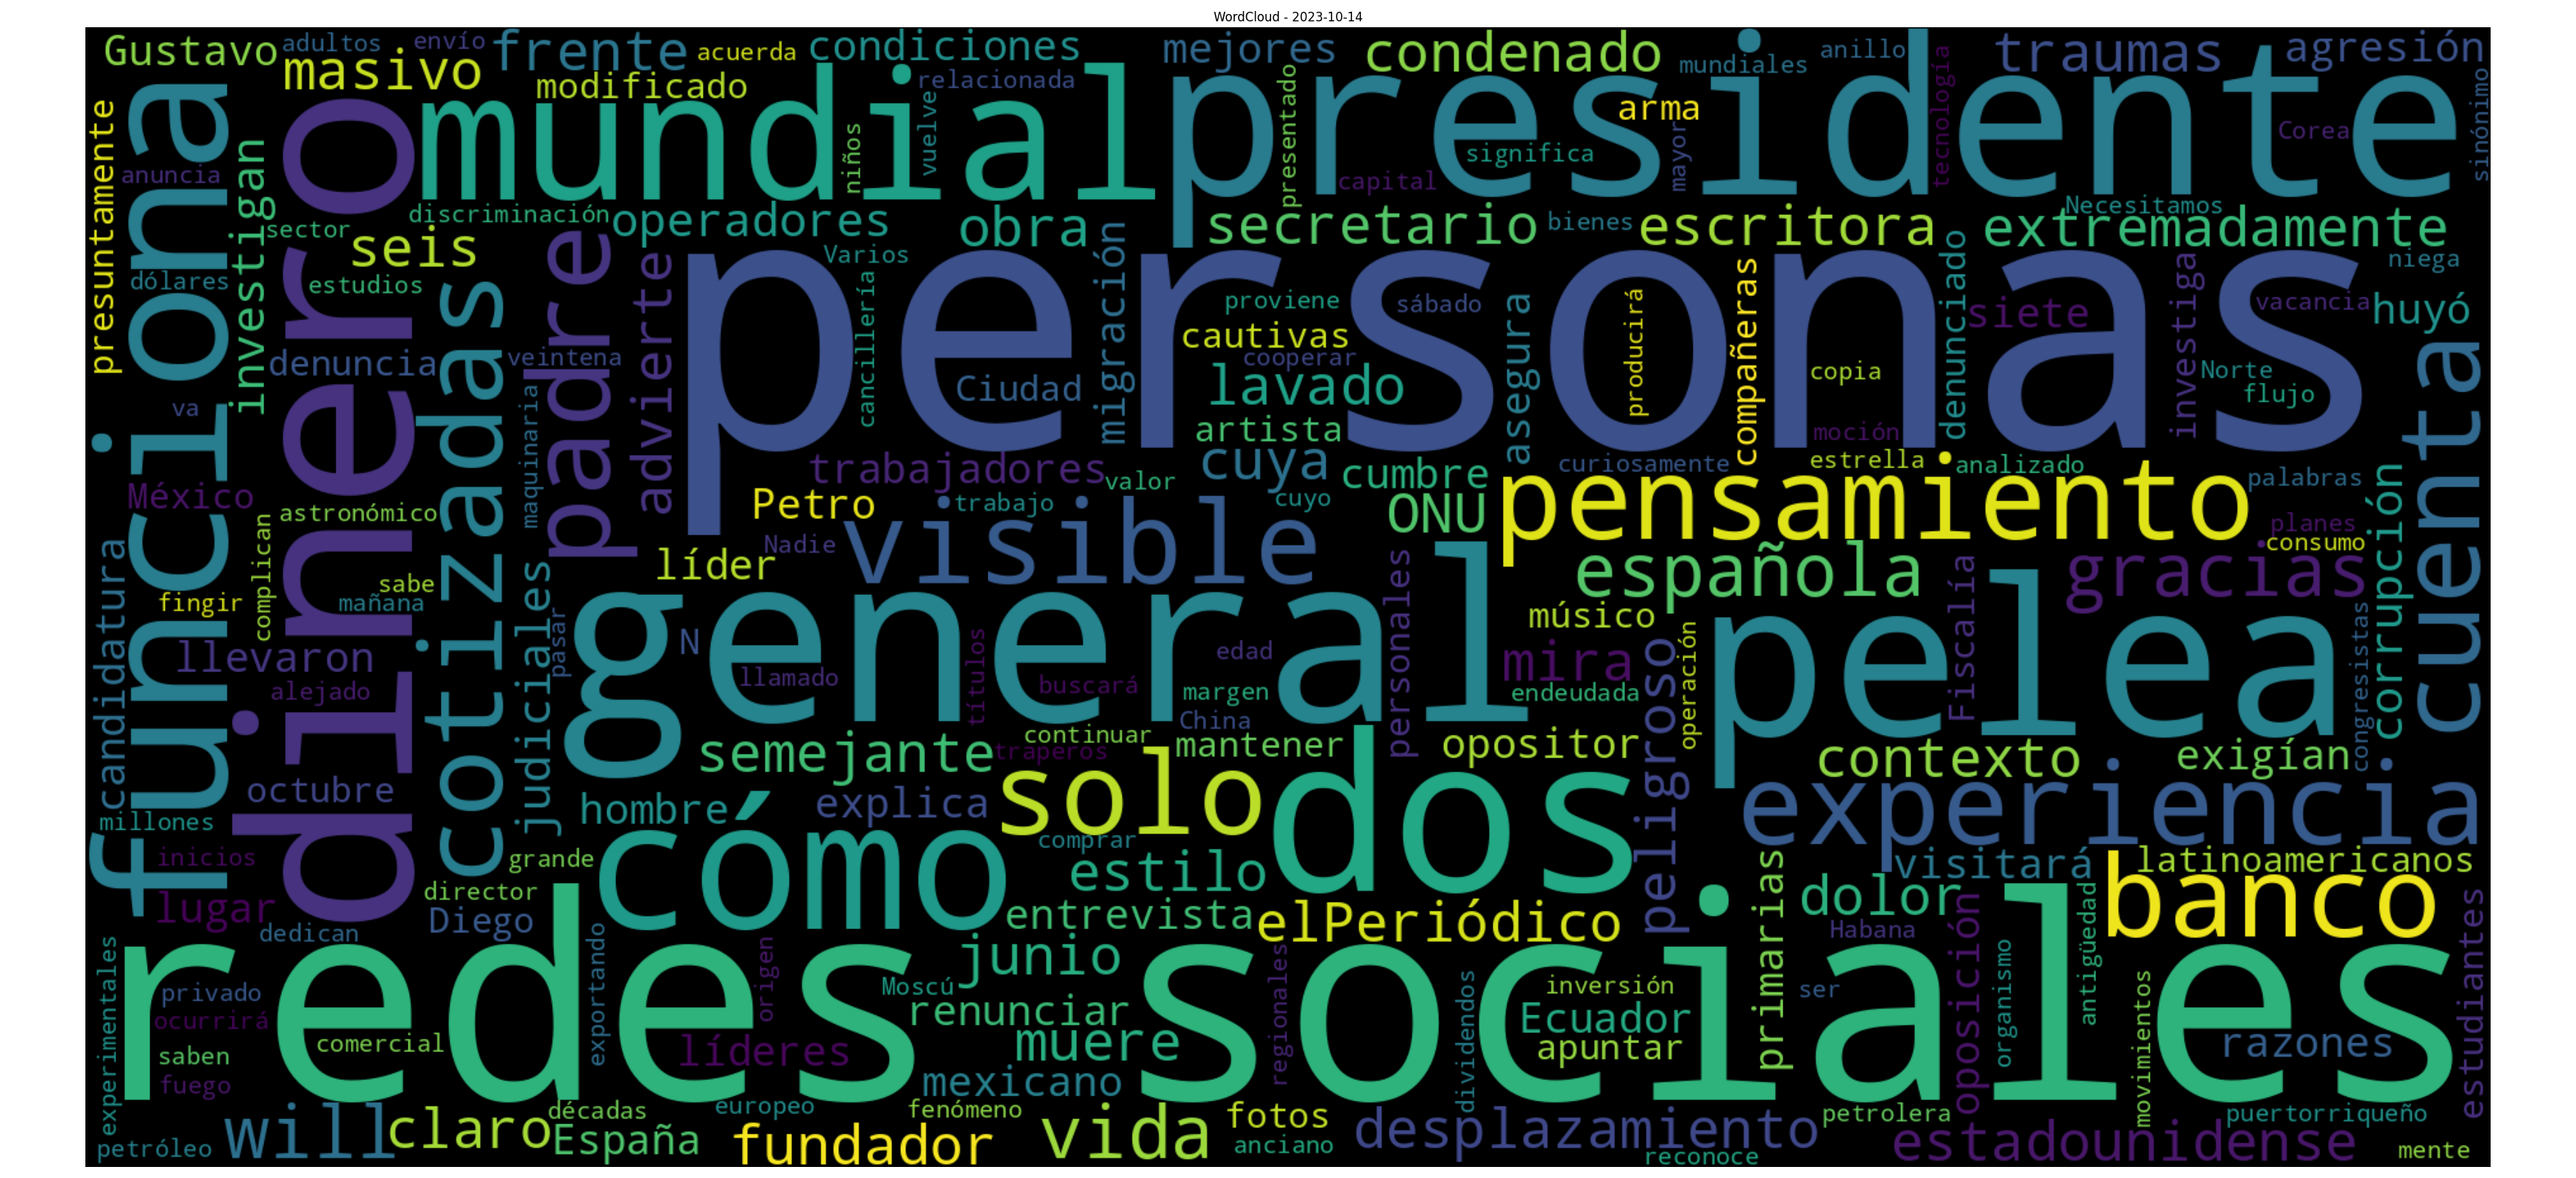 WordCloud - 2023-10-14
Gustavo
adultos
envío
frente
acuerda
condiciones
mejores
condenado
mundiales
anillo
tecnología
traumas
agresión
masivo
modificado
relacionada
mundial
presidente
arma
sinónimo
presuntamente
funciona
anuncia
investigan
dinero
niños
vuelve
presentado
significa
mayor
capital
Corea
sector
discriminación
operadores
obra
secretario
bienes
escritora
Necesitamos
extremadamente
seis
padre
advierte
Varios
migración
denunciado
niega
dólares
estudios
cotizadas
personas
cancillería
proviene
sábado
asegura
producirá
compañeras
siete
investiga
vacancia
huyó
cautivas
cooperar
denuncia
veintena
Ciudad
lavado
copia
Norte
flujo
cuenta
va
maquinaria
artista
moción
trabajadores
valor
cuya
cumbre
curiosamente
estrella
analizado
México
astronómico
Petro
trabajo
cuyo
ONU
pensamiento
palabras
corrupción
candidatura
complican
Nadie
visible
planes
consumo
líder
española
gracias
fingir
sabe
mañana
judiciales
pasar
general
personales
músico
Fiscalía
pelea
congresistas
llevaron
N
títulos
edad
mira
operación
peligroso
alejado
llamado
buscará
margen
endeudada
China
semejante
traperos
continuar
mantener
opositor
contexto
exigían
octubre
hombre
explica
solo
dos
experiencia
millones
cómo
comprar
inicios
grande
estilo
primarias
visitará
latinoamericanos
lugar
director
Diego
entrevista
elPeriódico
dolor
banco
dedican
Habana
oposición
antigüedad
estudiantes
experimentales
redes
sociales
exportando
origen
junio
regionales
dividendos
organismo
movimientos
privado
Moscú
inversión
ser
ocurrirá
renunciar
Ecuador
saben
comercial
líderes
muere
apuntar
razones
fuego
mexicano
will
claro
décadas
europeo
fenómeno
vida
fotos
desplazamiento
petrolera
puertorriqueño
petróleo
España
fundador
anciano
reconoce
estadounidense
mente